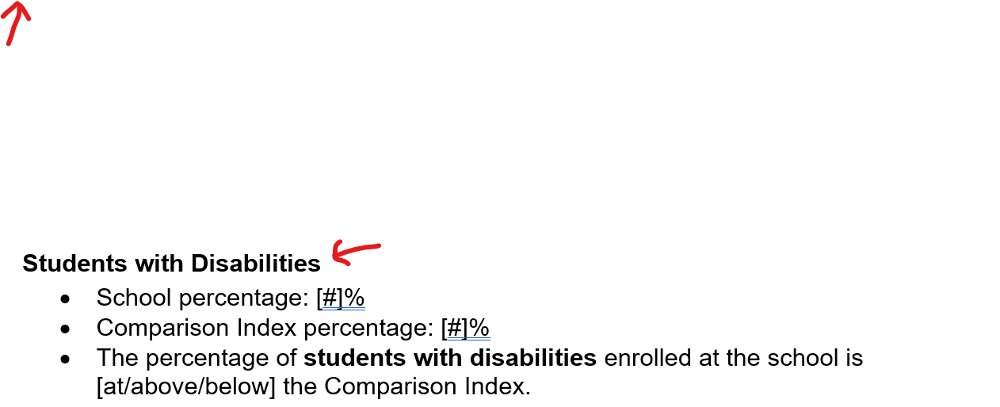 Students with Disabilities
• School percentage: [#]%
• Comparison Index percentage: [#]%
• The percentage of students with disabilities enrolled at the school is
[at/above/below] the Comparison Index.